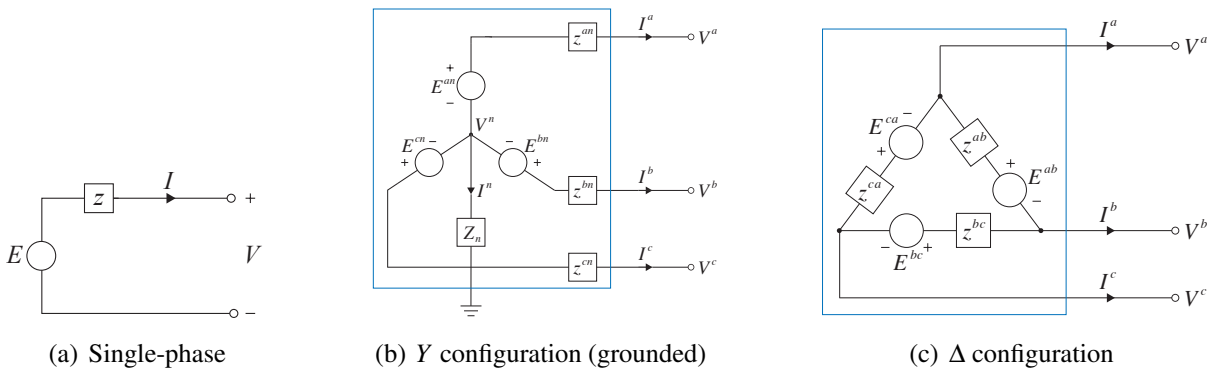 E
z
I
+
V
−
(a) Single-phase
z^{an}
I^a
V^a
+
E^{an}
−
V^n
E^{cn}
−
+
−
E^{bn}
+
I^n
z^{bn}
I^b
V^b
Z_n
z^{cn}
I^c
V^c
(b) Y configuration (grounded)
I^a
V^a
E^{ca}
−
+
z^{ab}
z^{ca}
+
E^{ab}
−
z^{bc}
−
E^{bc}
+
I^b
V^b
I^c
V^c
(c) Δ configuration